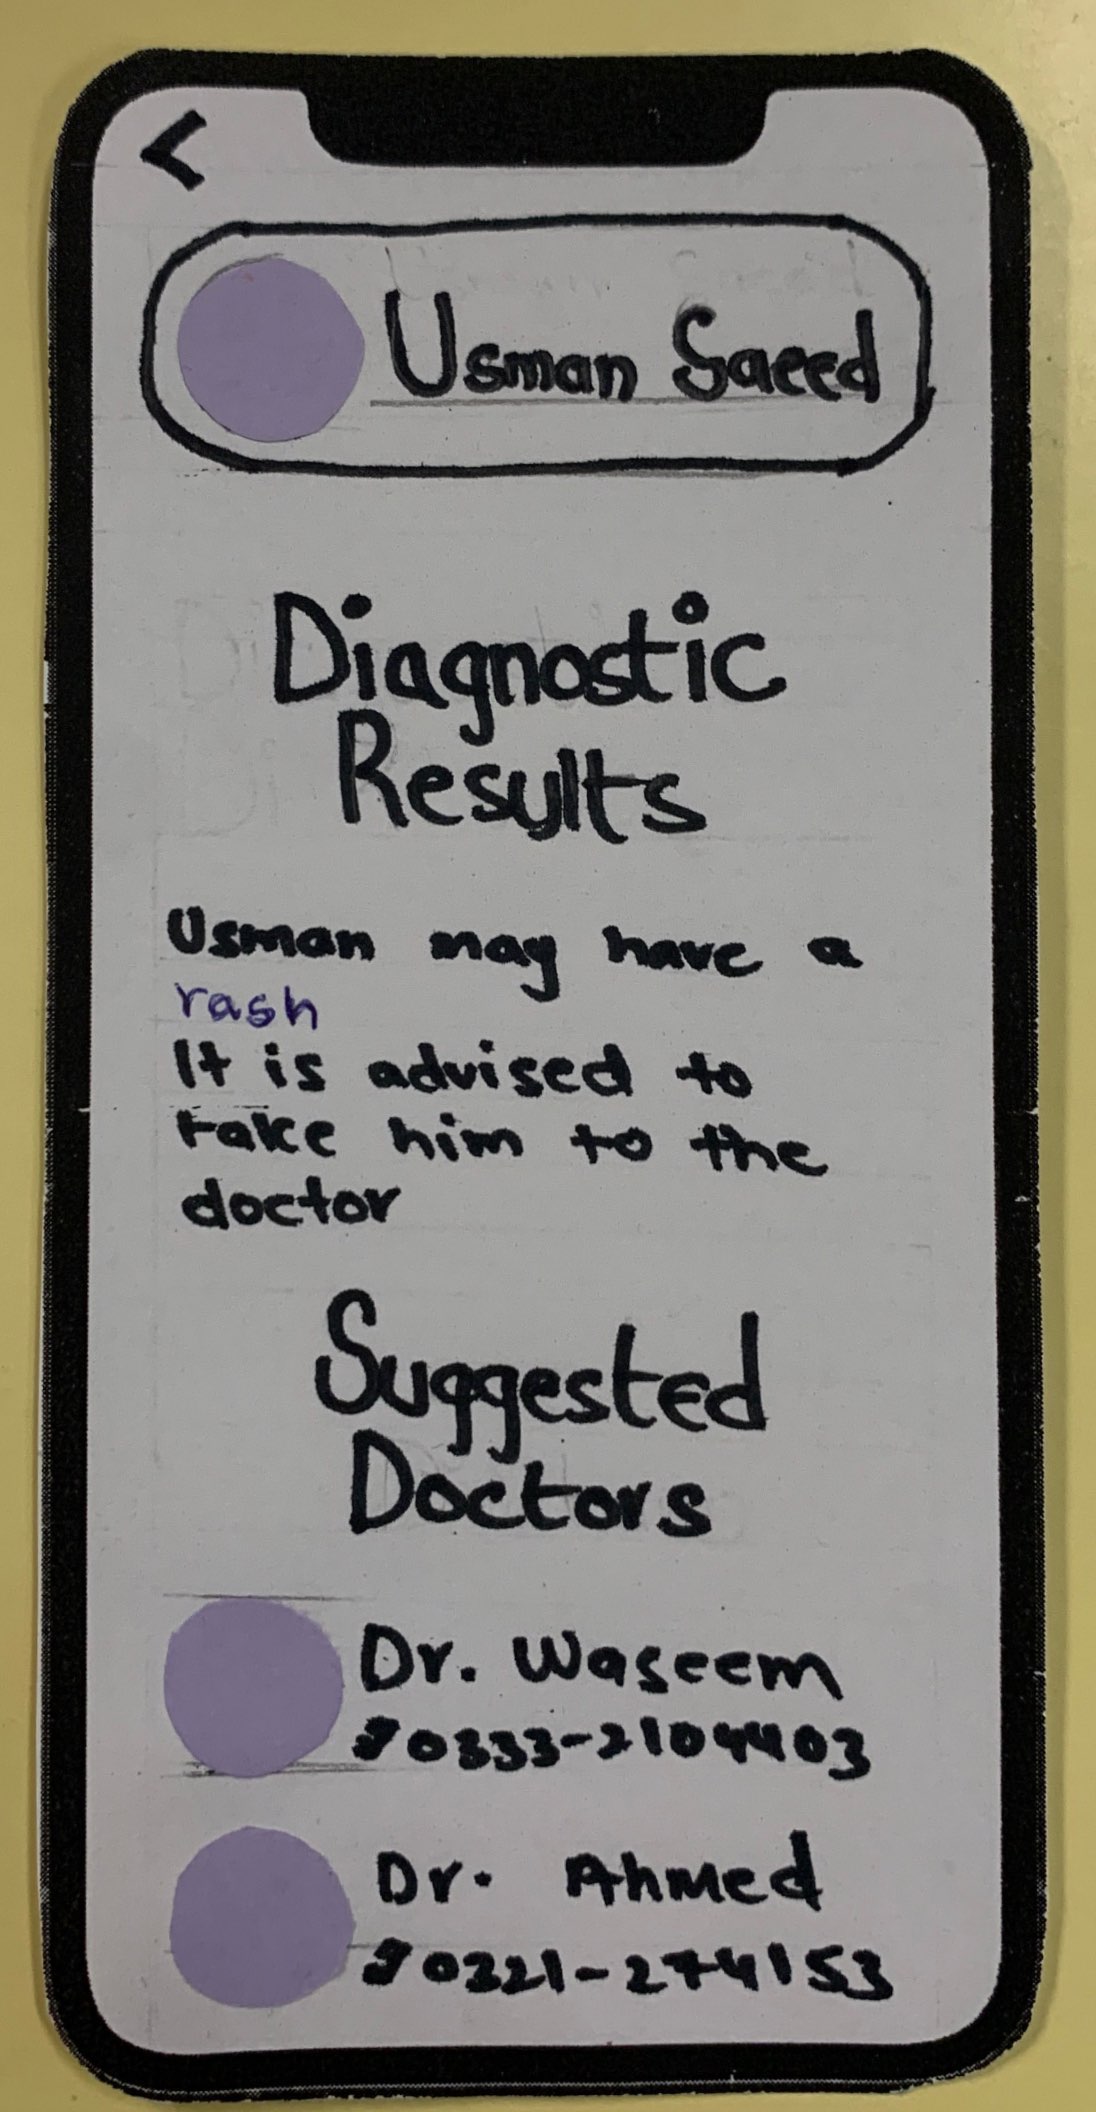 <
Usman Saeed
Diagnostic
Results
Usman may have a
rash
It is advised to
take him to the
doctor
Suggested
Doctors
Dr. Waseem
0333-2104403
Dr. Ahmed
0321-274153